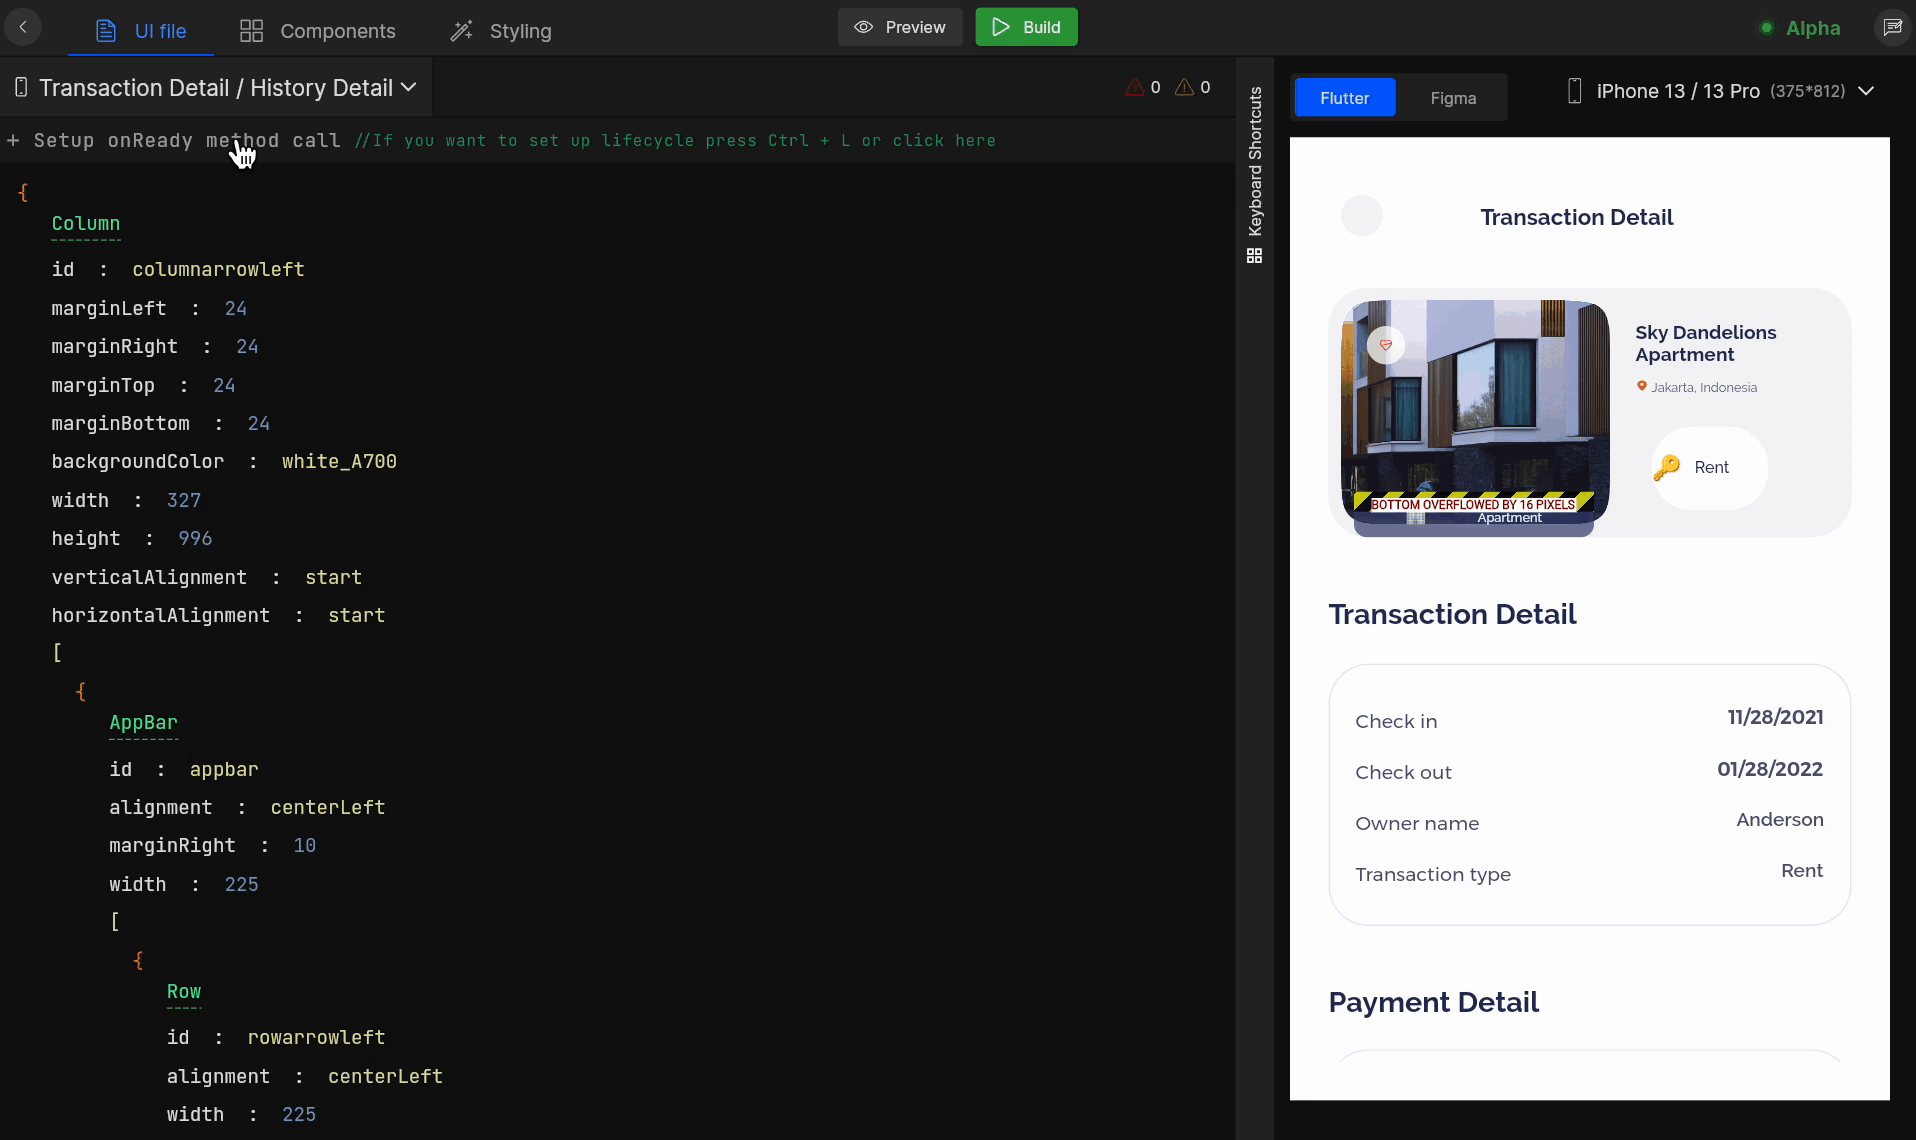 UI file
Components
Styling
Preview
Build
Alpha
Transaction Detail / History Detail
0
0
+ Setup onReady method call //If you want to set up lifecycle press Ctrl + L or click here
{
Column
id : columnarrowleft
marginLeft : 24
marginRight : 24
marginTop : 24
marginBottom : 24
backgroundColor : white_A700
width : 327
height : 996
verticalAlignment : start
horizontalAlignment : start
[
{
AppBar
id : appbar
alignment : centerLeft
marginRight : 10
width : 225
[
{
Row
id : rowarrowleft
alignment : centerLeft
width : 225
Keyboard Shortcuts
Flutter
Figma
iPhone 13 / 13 Pro (375*812)
Transaction Detail
Sky Dandelions
Apartment
Jakarta, Indonesia
Rent
BOTTOM OVERFLOWED BY 16 PIXELS
Apartment
Transaction Detail
Check in 11/28/2021
Check out 01/28/2022
Owner name Anderson
Transaction type Rent
Payment Detail